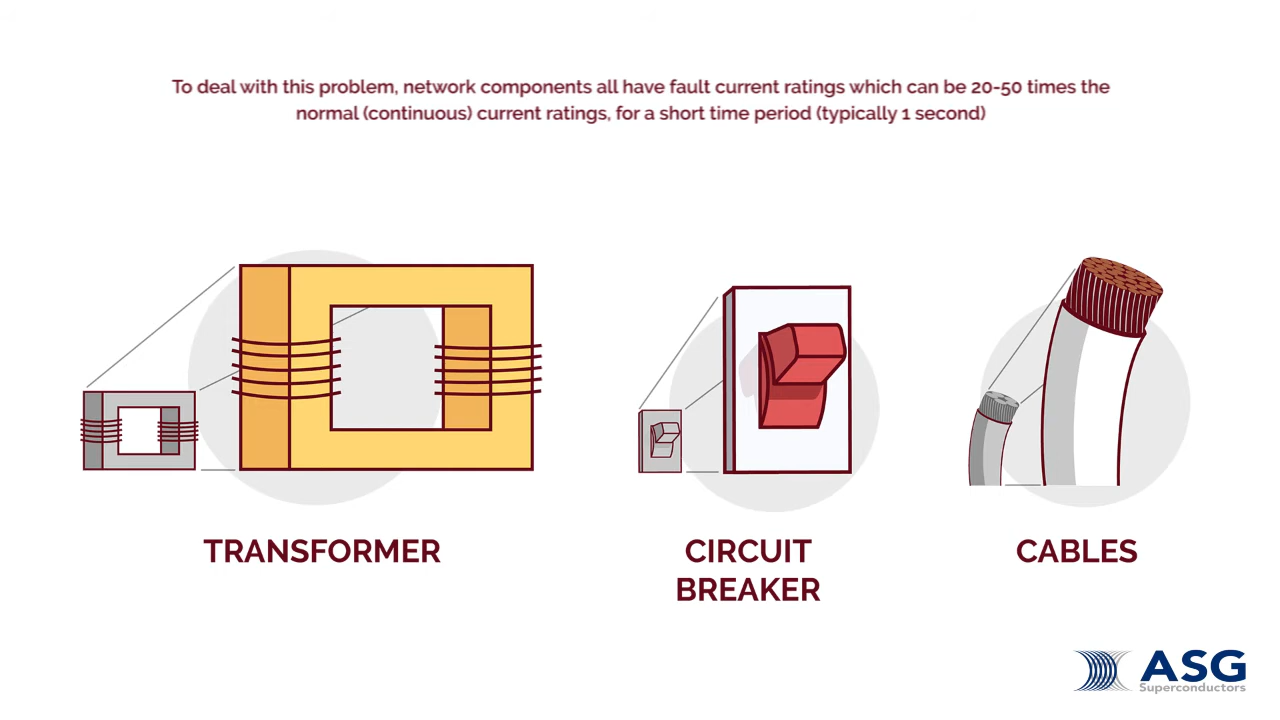 To deal with this problem, network components all have fault current ratings which can be 20-50 times the
normal (continuous) current ratings, for a short time period (typically 1 second)
TRANSFORMER
CIRCUIT
BREAKER
CABLES
ASG
Superconductors